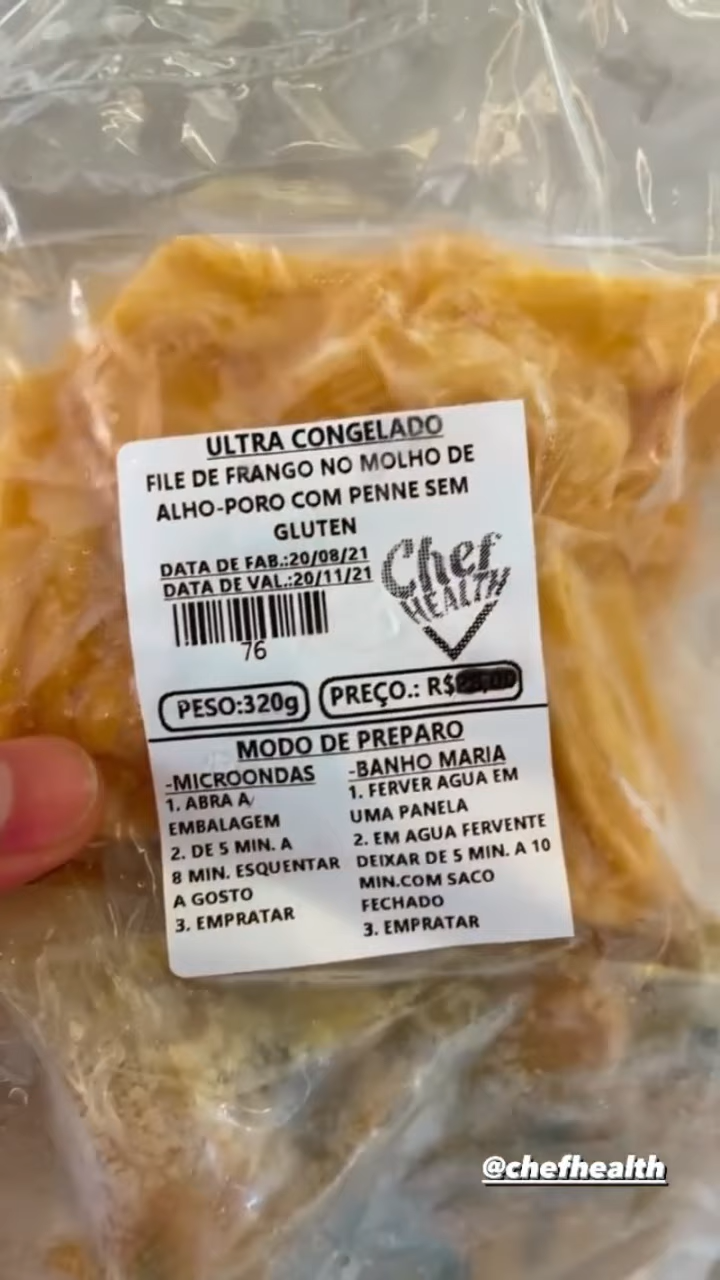 ULTRA CONGELADO
FILE DE FRANGO NO MOLHO DE
ALHO-PORO COM PENNE SEM
GLUTEN
DATA DE FAB.:20/08/21
DATA DE VAL.:20/11/21
76
Chef
HEALTH
PESO:320g
PREÇO.: R$
MODO DE PREPARO
-MICROONDAS
1. ABRA A
EMBALAGEM
2. DE 5 MIN. A
8 MIN. ESQUENTAR
A GOSTO
3. EMPRATAR
-BANHO MARIA
1. FERVER AGUA EM
UMA PANELA
2. EM AGUA FERVENTE
DEIXAR DE 5 MIN. A 10
MIN.COM SACO
FECHADO
3. EMPRATAR
@chefhealth